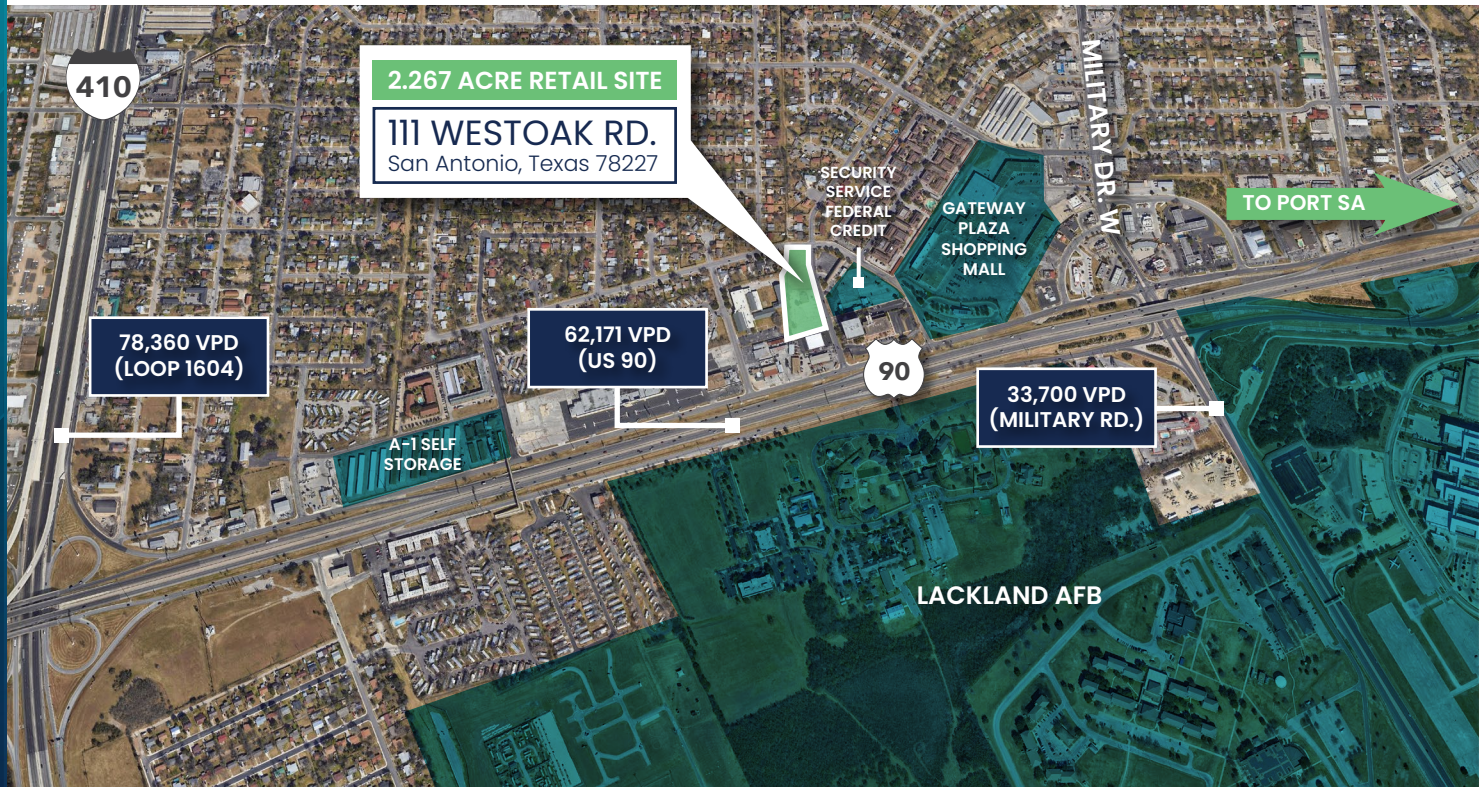 410
2.267 ACRE RETAIL SITE
111 WESTOAK RD.
San Antonio, Texas 78227
MILITARY DR. W
SECURITY
SERVICE
FEDERAL
CREDIT
GATEWAY
PLAZA
SHOPPING
MALL
TO PORT SA
78,360 VPD
(LOOP 1604)
62,171 VPD
(US 90)
90
33,700 VPD
(MILITARY RD.)
A-1 SELF
STORAGE
LACKLAND AFB